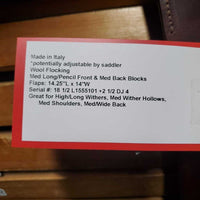 Made in Italy
*potentially adjustable by saddler
Wool Flocking
Med Long/Pencil Front & Med Back Blocks
Flaps: 14.25"L x 14"W
Serial #: 18 1/2 L1555101 +2 1/2 DJ 4
Great for High/Long Withers, Med Wither Hollows,
Med Shoulders, Med/Wide Back